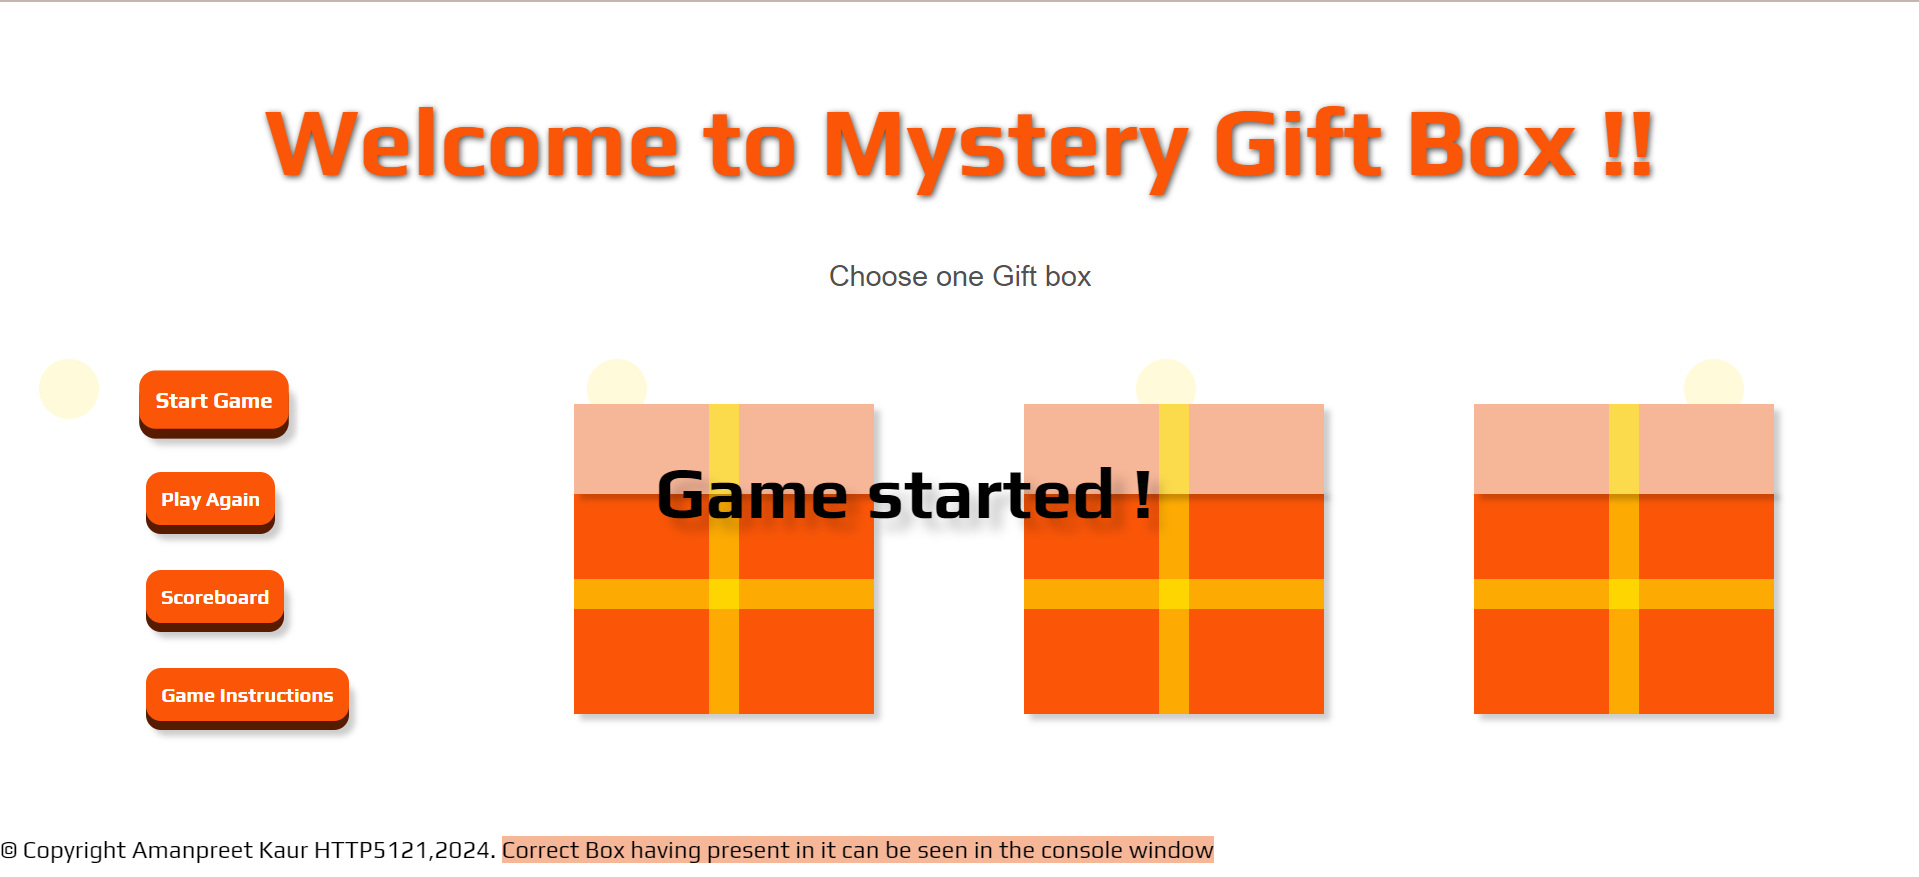 Welcome to Mystery Gift Box !!
Choose one Gift box
Start Game
Play Again
Scoreboard
Game Instructions
Game started !
© Copyright Amanpreet Kaur HTTP5121,2024. Correct Box having present in it can be seen in the console window